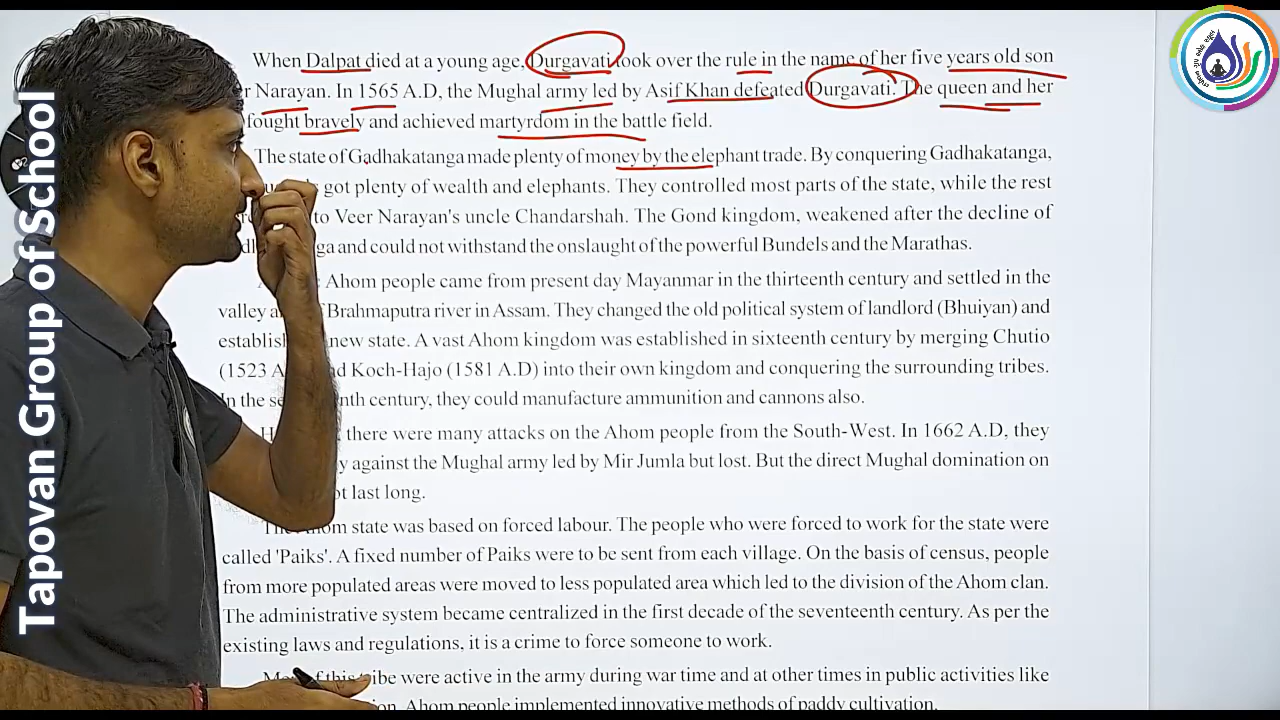 Tapovan Group of School
When Dalpat died at a young age, Durgavati took over the rule in the name of her five years old son
Narayan. In 1565 A.D, the Mughal army led by Asif Khan defeated Durgavati. The queen and her
fought bravely and achieved martyrdom in the battle field.
The state of Gadhakatanga made plenty of money by the elephant trade. By conquering Gadhakatanga,
got plenty of wealth and elephants. They controlled most parts of the state, while the rest
to Veer Narayan's uncle Chandarshah. The Gond kingdom, weakened after the decline of
and could not withstand the onslaught of the powerful Bundels and the Marathas.
Ahom people came from present day Mayanmar in the thirteenth century and settled in the
valley Brahmaputra river in Assam. They changed the old political system of landlord (Bhuiyan) and
new state. A vast Ahom kingdom was established in sixteenth century by merging Chutio
(1523 Koch-Hajo (1581 A.D) into their own kingdom and conquering the surrounding tribes.
In the century, they could manufacture ammunition and cannons also.
there were many attacks on the Ahom people from the South-West. In 1662 A.D, they
against the Mughal army led by Mir Jumla but lost. But the direct Mughal domination on
last long.
state was based on forced labour. The people who were forced to work for the state were
called 'Paiks'. A fixed number of Paiks were to be sent from each village. On the basis of census, people
from more populated areas were moved to less populated area which led to the division of the Ahom clan.
The administrative system became centralized in the first decade of the seventeenth century. As per the
existing laws and regulations, it is a crime to force someone to work.
of this tribe were active in the army during war time and at other times in public activities like
Ahom people implemented innovative methods of paddy cultivation.